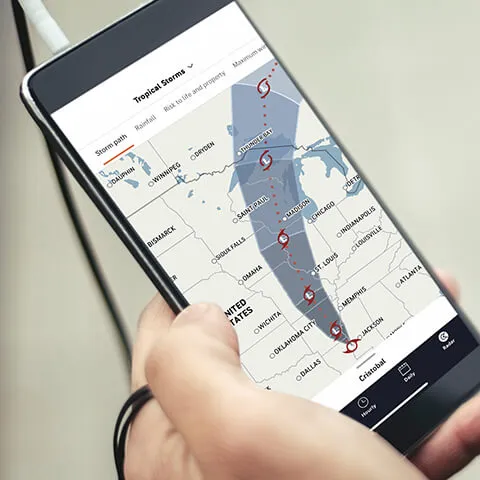 Tropical Storms
Storm path Rainfall Risk to life and property Maximum win
THUNDER BAY
DRYDEN
WINNIPEG
DAUPHIN
SAINT PAUL
MADISON
CHICAGO
DET
BISMARCK
SIOUX FALLS
INDIANAPOLIS
LOUISVILLE
OMAHA
ST. LOUIS
UNITED
STATES
WICHITA
MEMPHIS
ATLANTA
OKLAHOMA CITY
JACKSON
DALLAS
Cristobal
Hourly Daily Radar